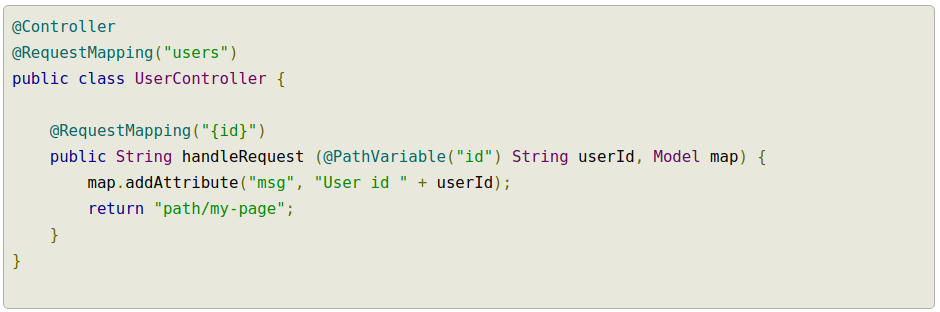 @Controller
@RequestMapping("users")
public class UserController {
@RequestMapping("{id}")
public String handleRequest (@PathVariable("id") String userId, Model map) {
map.addAttribute("msg", "User id " + userId);
return "path/my-page";
}
}